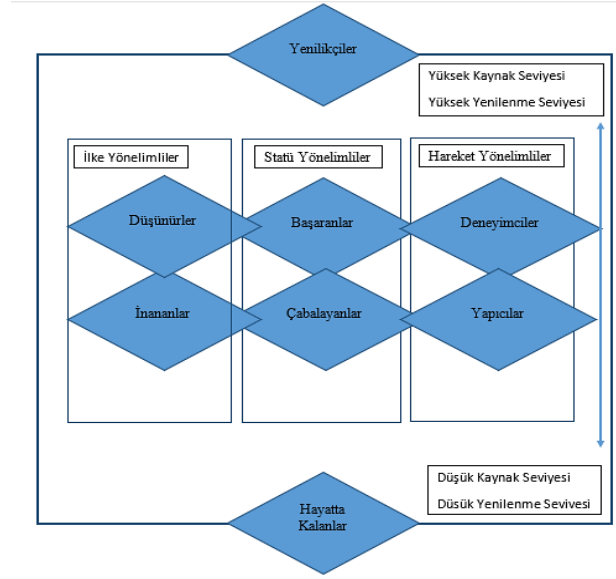 Yenilikçiler
Yüksek Kaynak Seviyesi
Yüksek Yenilenme Seviyesi
İlke Yönelimliler
Statü Yönelimliler
Hareket Yönelimliler
Düşünürler
Başaranlar
Deneyimciler
İnananlar
Çabalayanlar
Yapıcılar
Düşük Kaynak Seviyesi
Düsük Yenilenme Sevivesi
Hayatta
Kalanlar